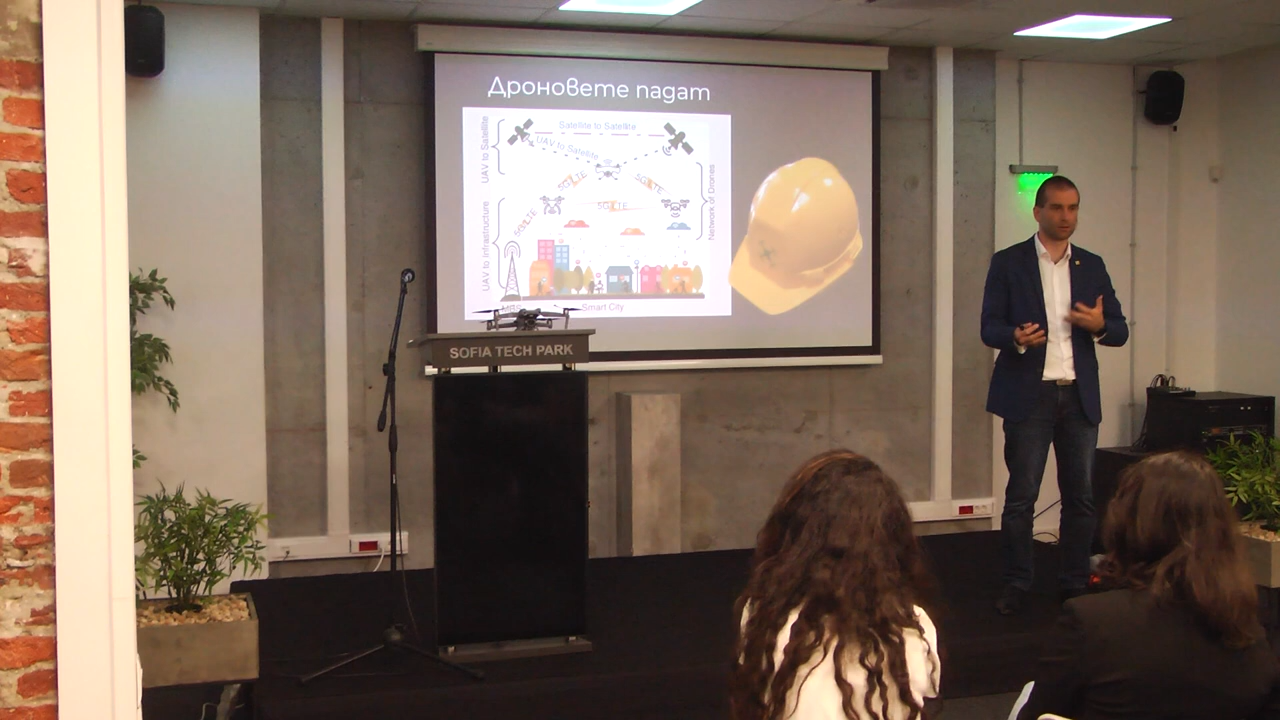 Дроновете падат
Satellite to Satellite
UAV to Satellite
UAV to Satellite
5G LTE
5G LTE
5G LTE
5G LTE
Network of Drones
UAV to Infrastructure
Smart City
SOFIA TECH PARK